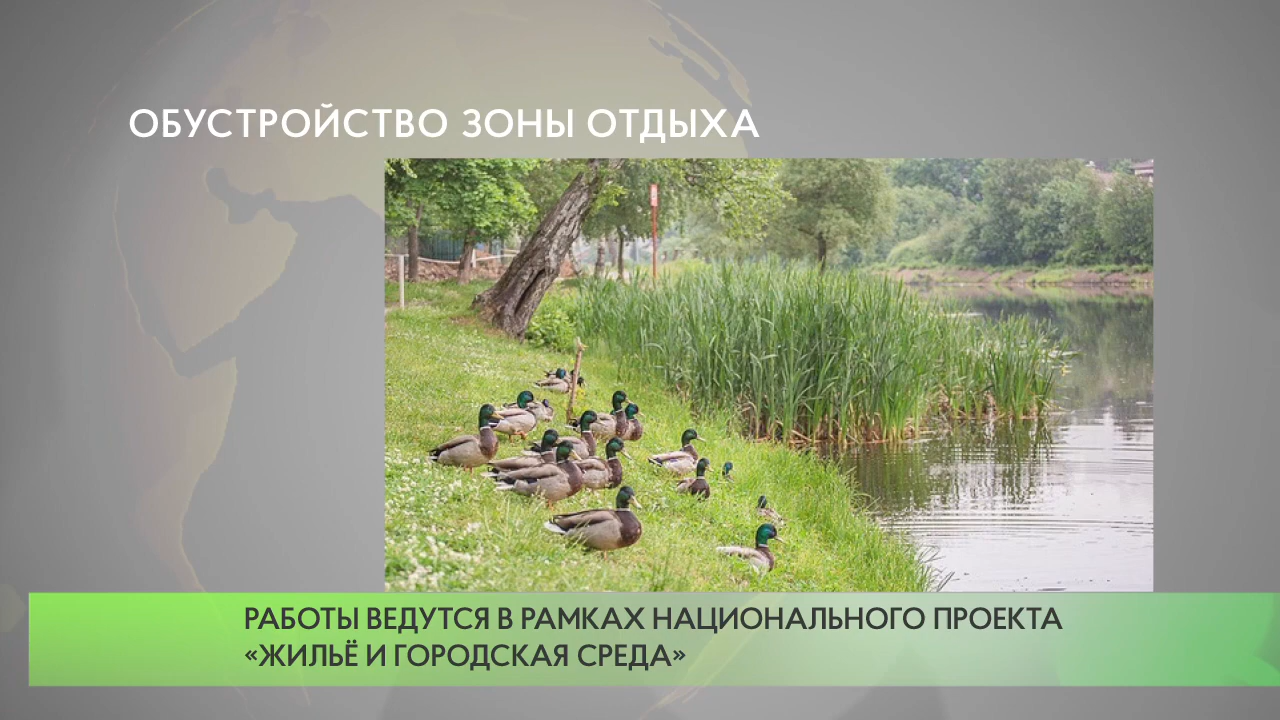 ОБУСТРОЙСТВО ЗОНЫ ОТДЫХА
РАБОТЫ ВЕДУТСЯ В РАМКАХ НАЦИОНАЛЬНОГО ПРОЕКТА
«ЖИЛЬЁ И ГОРОДСКАЯ СРЕДА»